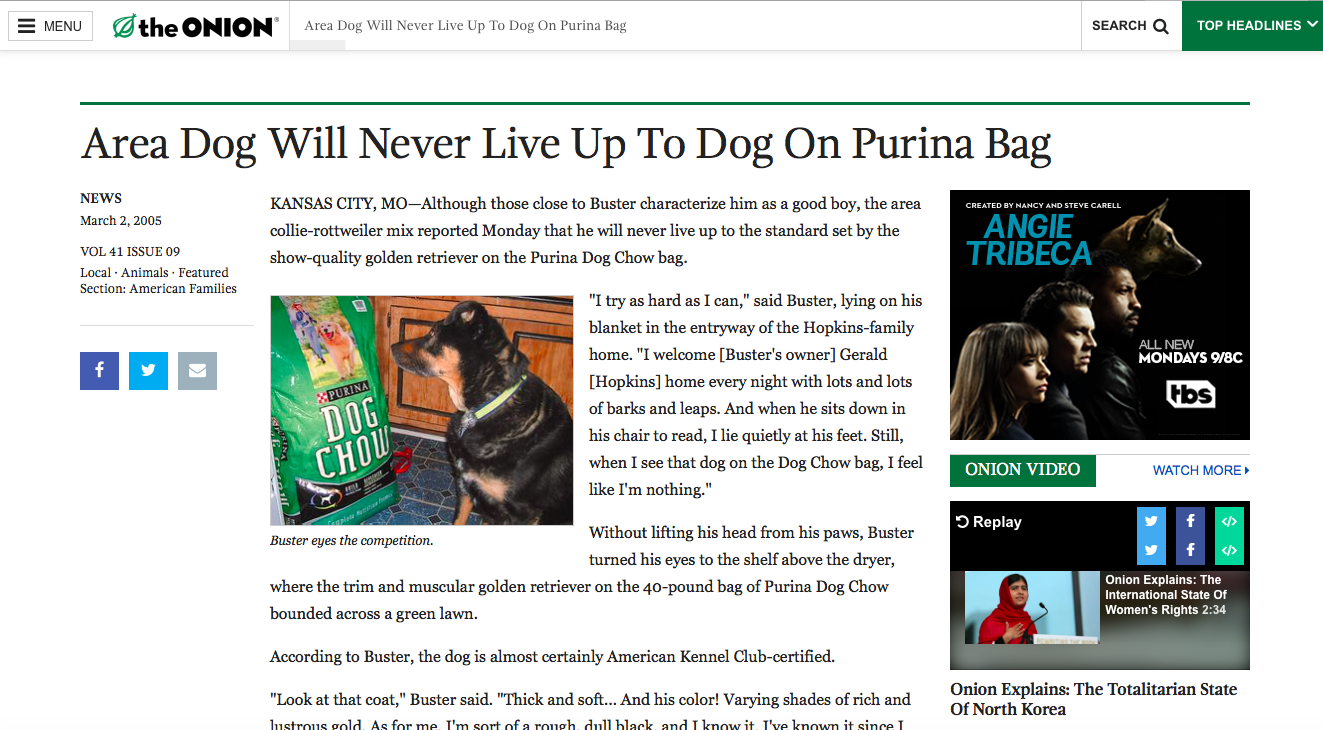 MENU
the ONION®
Area Dog Will Never Live Up To Dog On Purina Bag
SEARCH
TOP HEADLINES
Area Dog Will Never Live Up To Dog On Purina Bag
NEWS
March 2, 2005
VOL 41 ISSUE 09
Local · Animals · Featured
Section: American Families
KANSAS CITY, MO—Although those close to Buster characterize him as a good boy, the area
collie-rottweiler mix reported Monday that he will never live up to the standard set by the
show-quality golden retriever on the Purina Dog Chow bag.
PURINA
DOG
CHOW
Complete Nutrition Formula
Buster eyes the competition.
"I try as hard as I can," said Buster, lying on his
blanket in the entryway of the Hopkins-family
home. "I welcome [Buster's owner] Gerald
[Hopkins] home every night with lots and lots
of barks and leaps. And when he sits down in
his chair to read, I lie quietly at his feet. Still,
when I see that dog on the Dog Chow bag, I feel
like I'm nothing."
Without lifting his head from his paws, Buster
turned his eyes to the shelf above the dryer,
where the trim and muscular golden retriever on the 40-pound bag of Purina Dog Chow
bounded across a green lawn.
According to Buster, the dog is almost certainly American Kennel Club-certified.
"Look at that coat," Buster said. "Thick and soft... And his color! Varying shades of rich and
lustrous gold. As for me, I'm sort of a rough, dull black, and I know it. I've known it since I
CREATED BY NANCY AND STEVE CARELL
ANGIE
TRIBECA
ALL NEW
MONDAYS 9/8C
tbs
ONION VIDEO
WATCH MORE
Replay
Onion Explains: The
International State Of
Women's Rights 2:34
Onion Explains: The Totalitarian State
Of North Korea